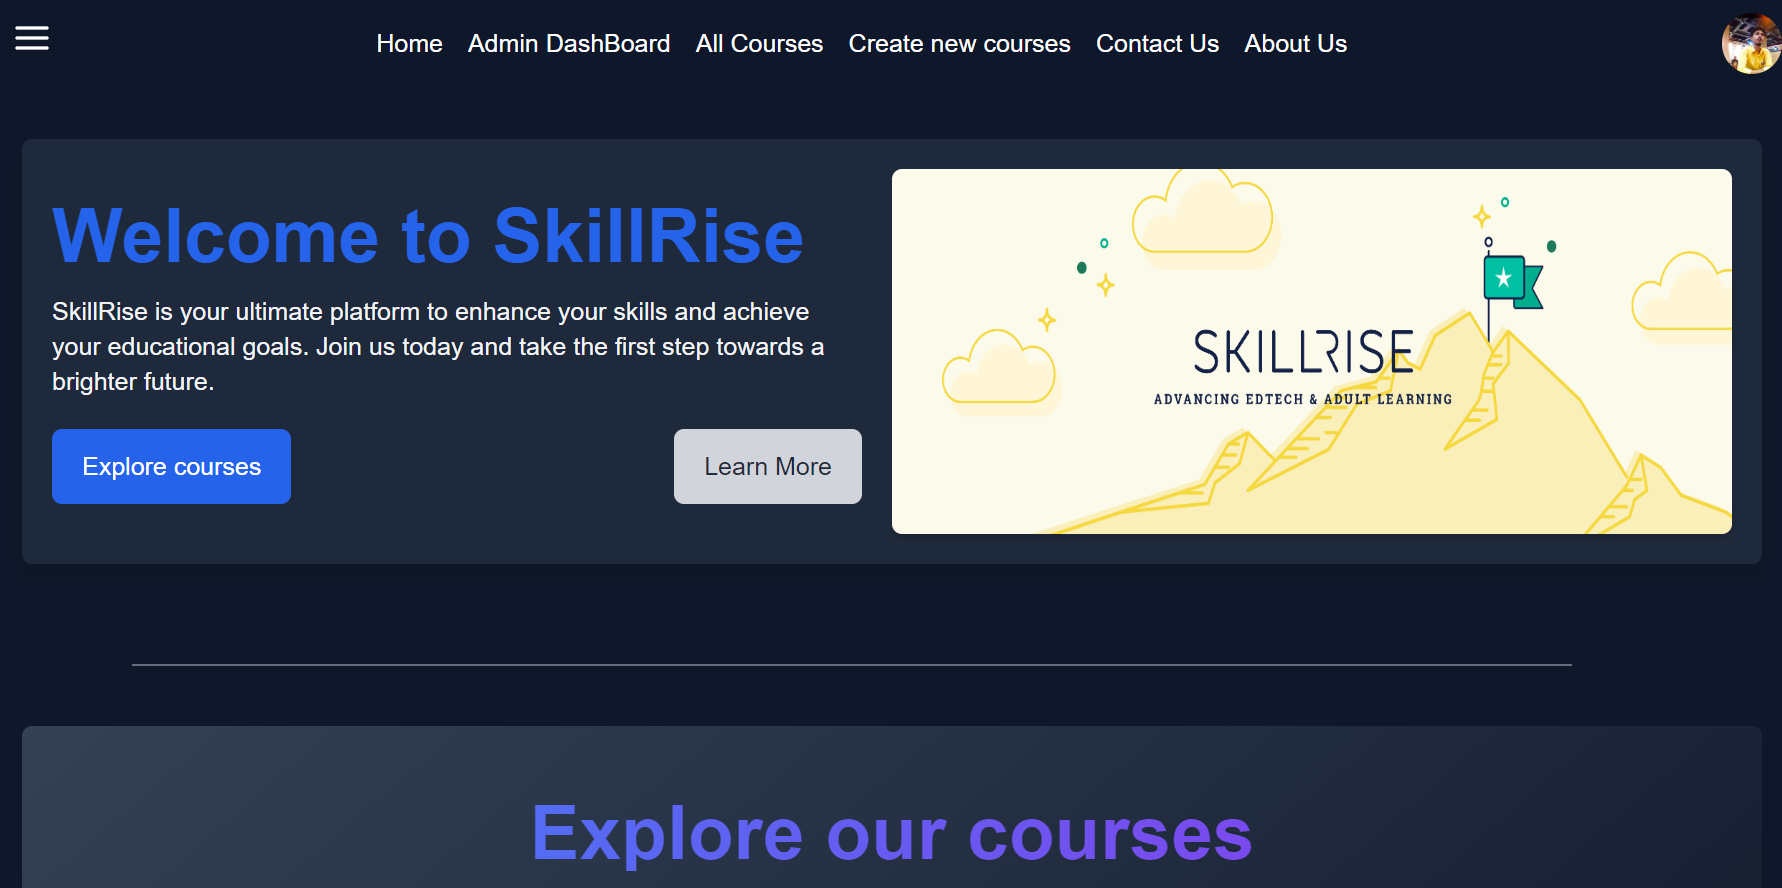 Home Admin DashBoard All Courses Create new courses Contact Us About Us
Welcome to SkillRise
SkillRise is your ultimate platform to enhance your skills and achieve
your educational goals. Join us today and take the first step towards a
brighter future.
Explore courses
Learn More
SKILLRISE
ADVANCING EDTECH & ADULT LEARNING
Explore our courses